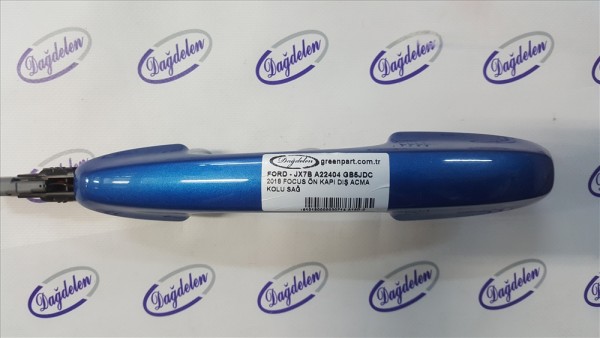 Dağdelen
Dağdelen
Dağdelen
Dağdelen
Dağdelen
Dağdelen greenpart.com.tr
FORD - JX7B A22404 GB5JDC
2018 FOCUS ÖN KAPI DIŞ AÇMA
KOLU SAĞ
Dağdelen
Dağdelen
Dağdelen
Dağdelen
Dağdelen